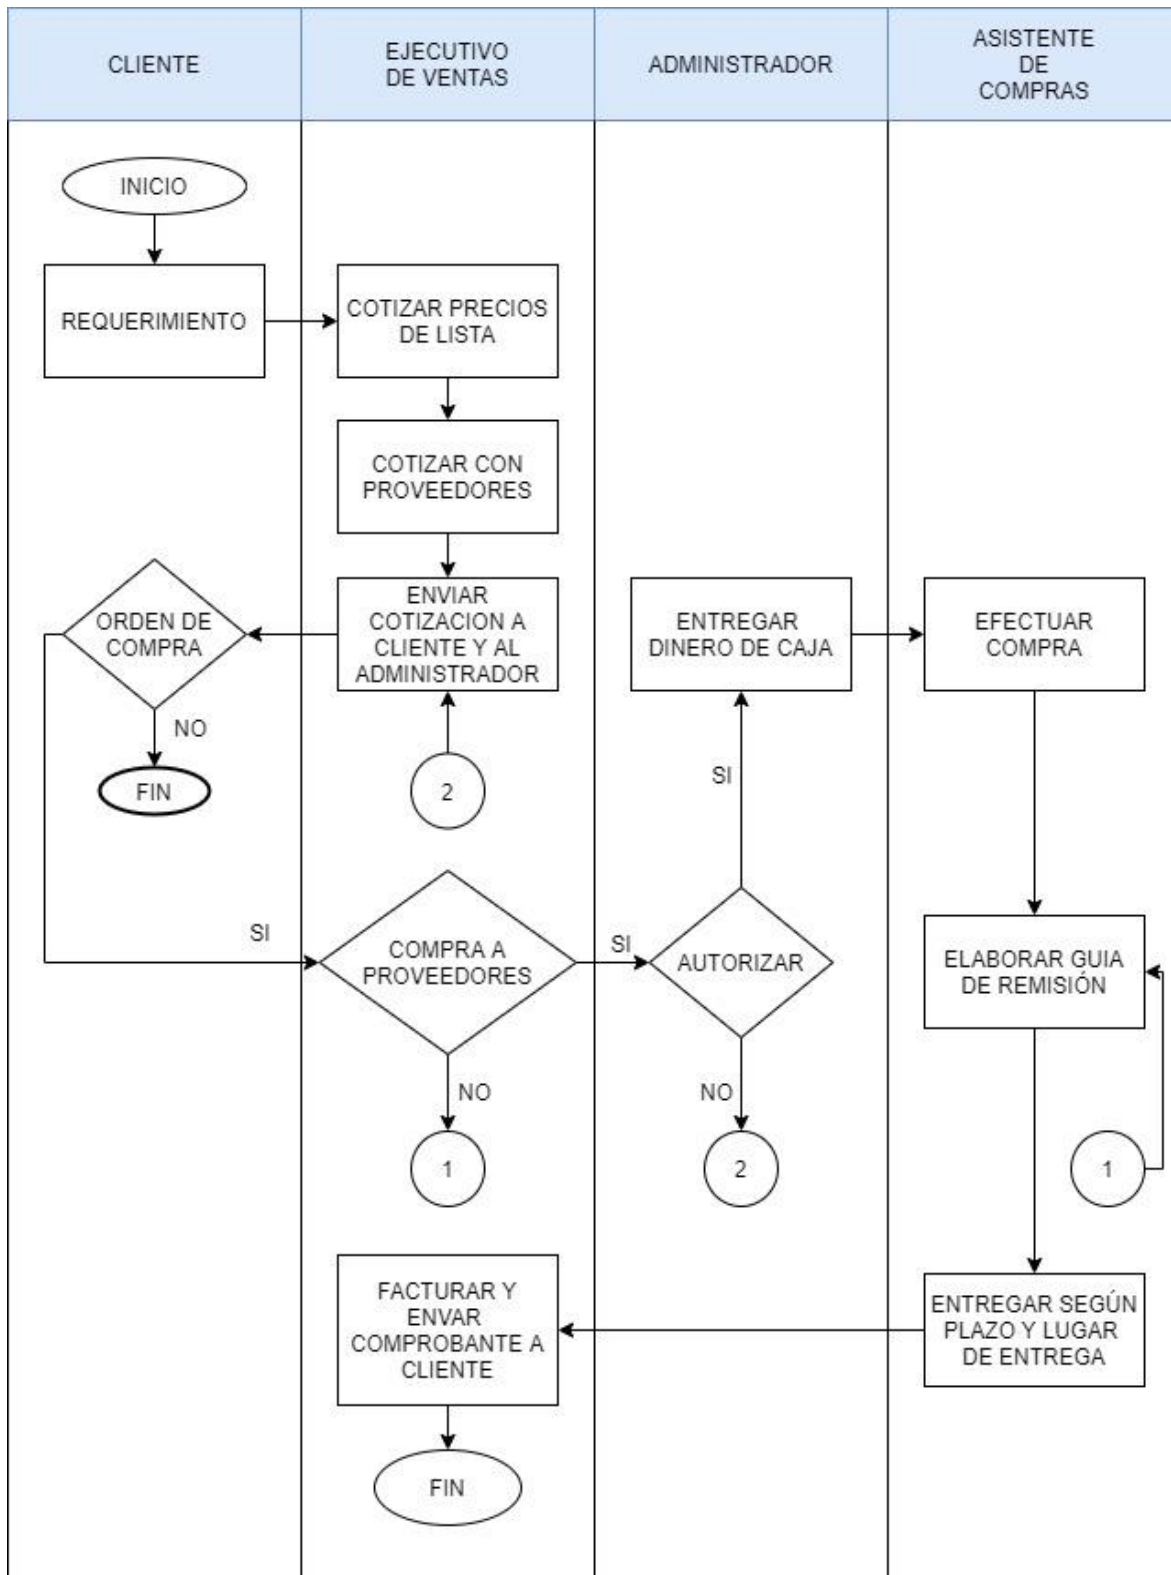 CLIENTE
EJECUTIVO
DE VENTAS
ADMINISTRADOR
ASISTENTE
DE
COMPRAS
INICIO
REQUERIMIENTO
COTIZAR PRECIOS
DE LISTA
COTIZAR CON
PROVEEDORES
ORDEN DE
COMPRA
ENVIAR
COTIZACION A
CLIENTE Y AL
ADMINISTRADOR
ENTREGAR
DINERO DE CAJA
EFECTUAR
COMPRA
NO
FIN
2
SI
SI
COMPRA A
PROVEEDORES
SI
AUTORIZAR
ELABORAR GUIA
DE REMISIÓN
NO
NO
1
2
1
FACTURAR Y
ENVAR
COMPROBANTE A
CLIENTE
ENTREGAR SEGÚN
PLAZO Y LUGAR
DE ENTREGA
FIN